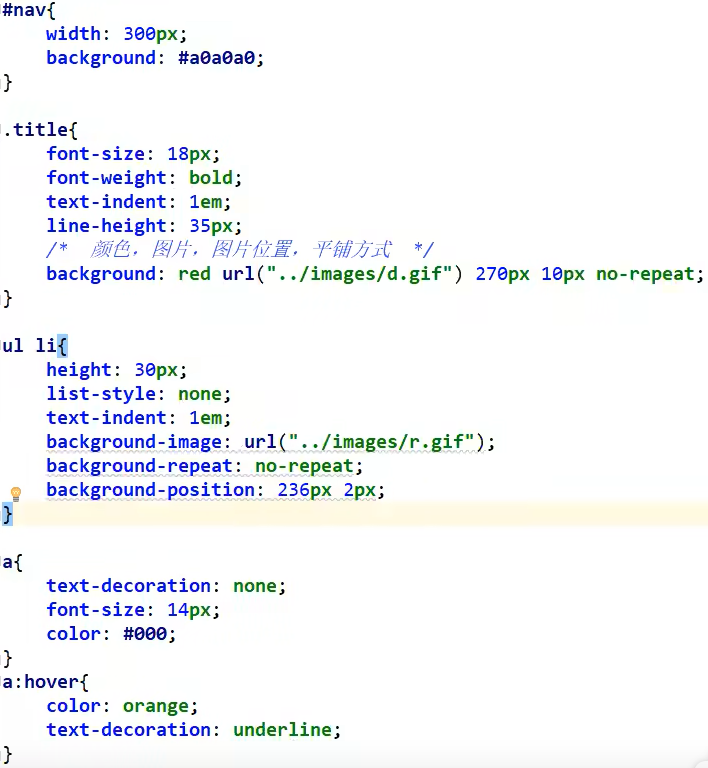 #nav{
    width: 300px;
    background: #a0a0a0;
}

.title{
    font-size: 18px;
    font-weight: bold;
    text-indent: 1em;
    line-height: 35px;
    /*  颜色，图片，图片位置，平铺方式  */
    background: red url("../images/d.gif") 270px 10px no-repeat;
}

ul li{
    height: 30px;
    list-style: none;
    text-indent: 1em;
    background-image: url("../images/r.gif");
    background-repeat: no-repeat;
    background-position: 236px 2px;
}

a{
    text-decoration: none;
    font-size: 14px;
    color: #000;
}
a:hover{
    color: orange;
    text-decoration: underline;
}